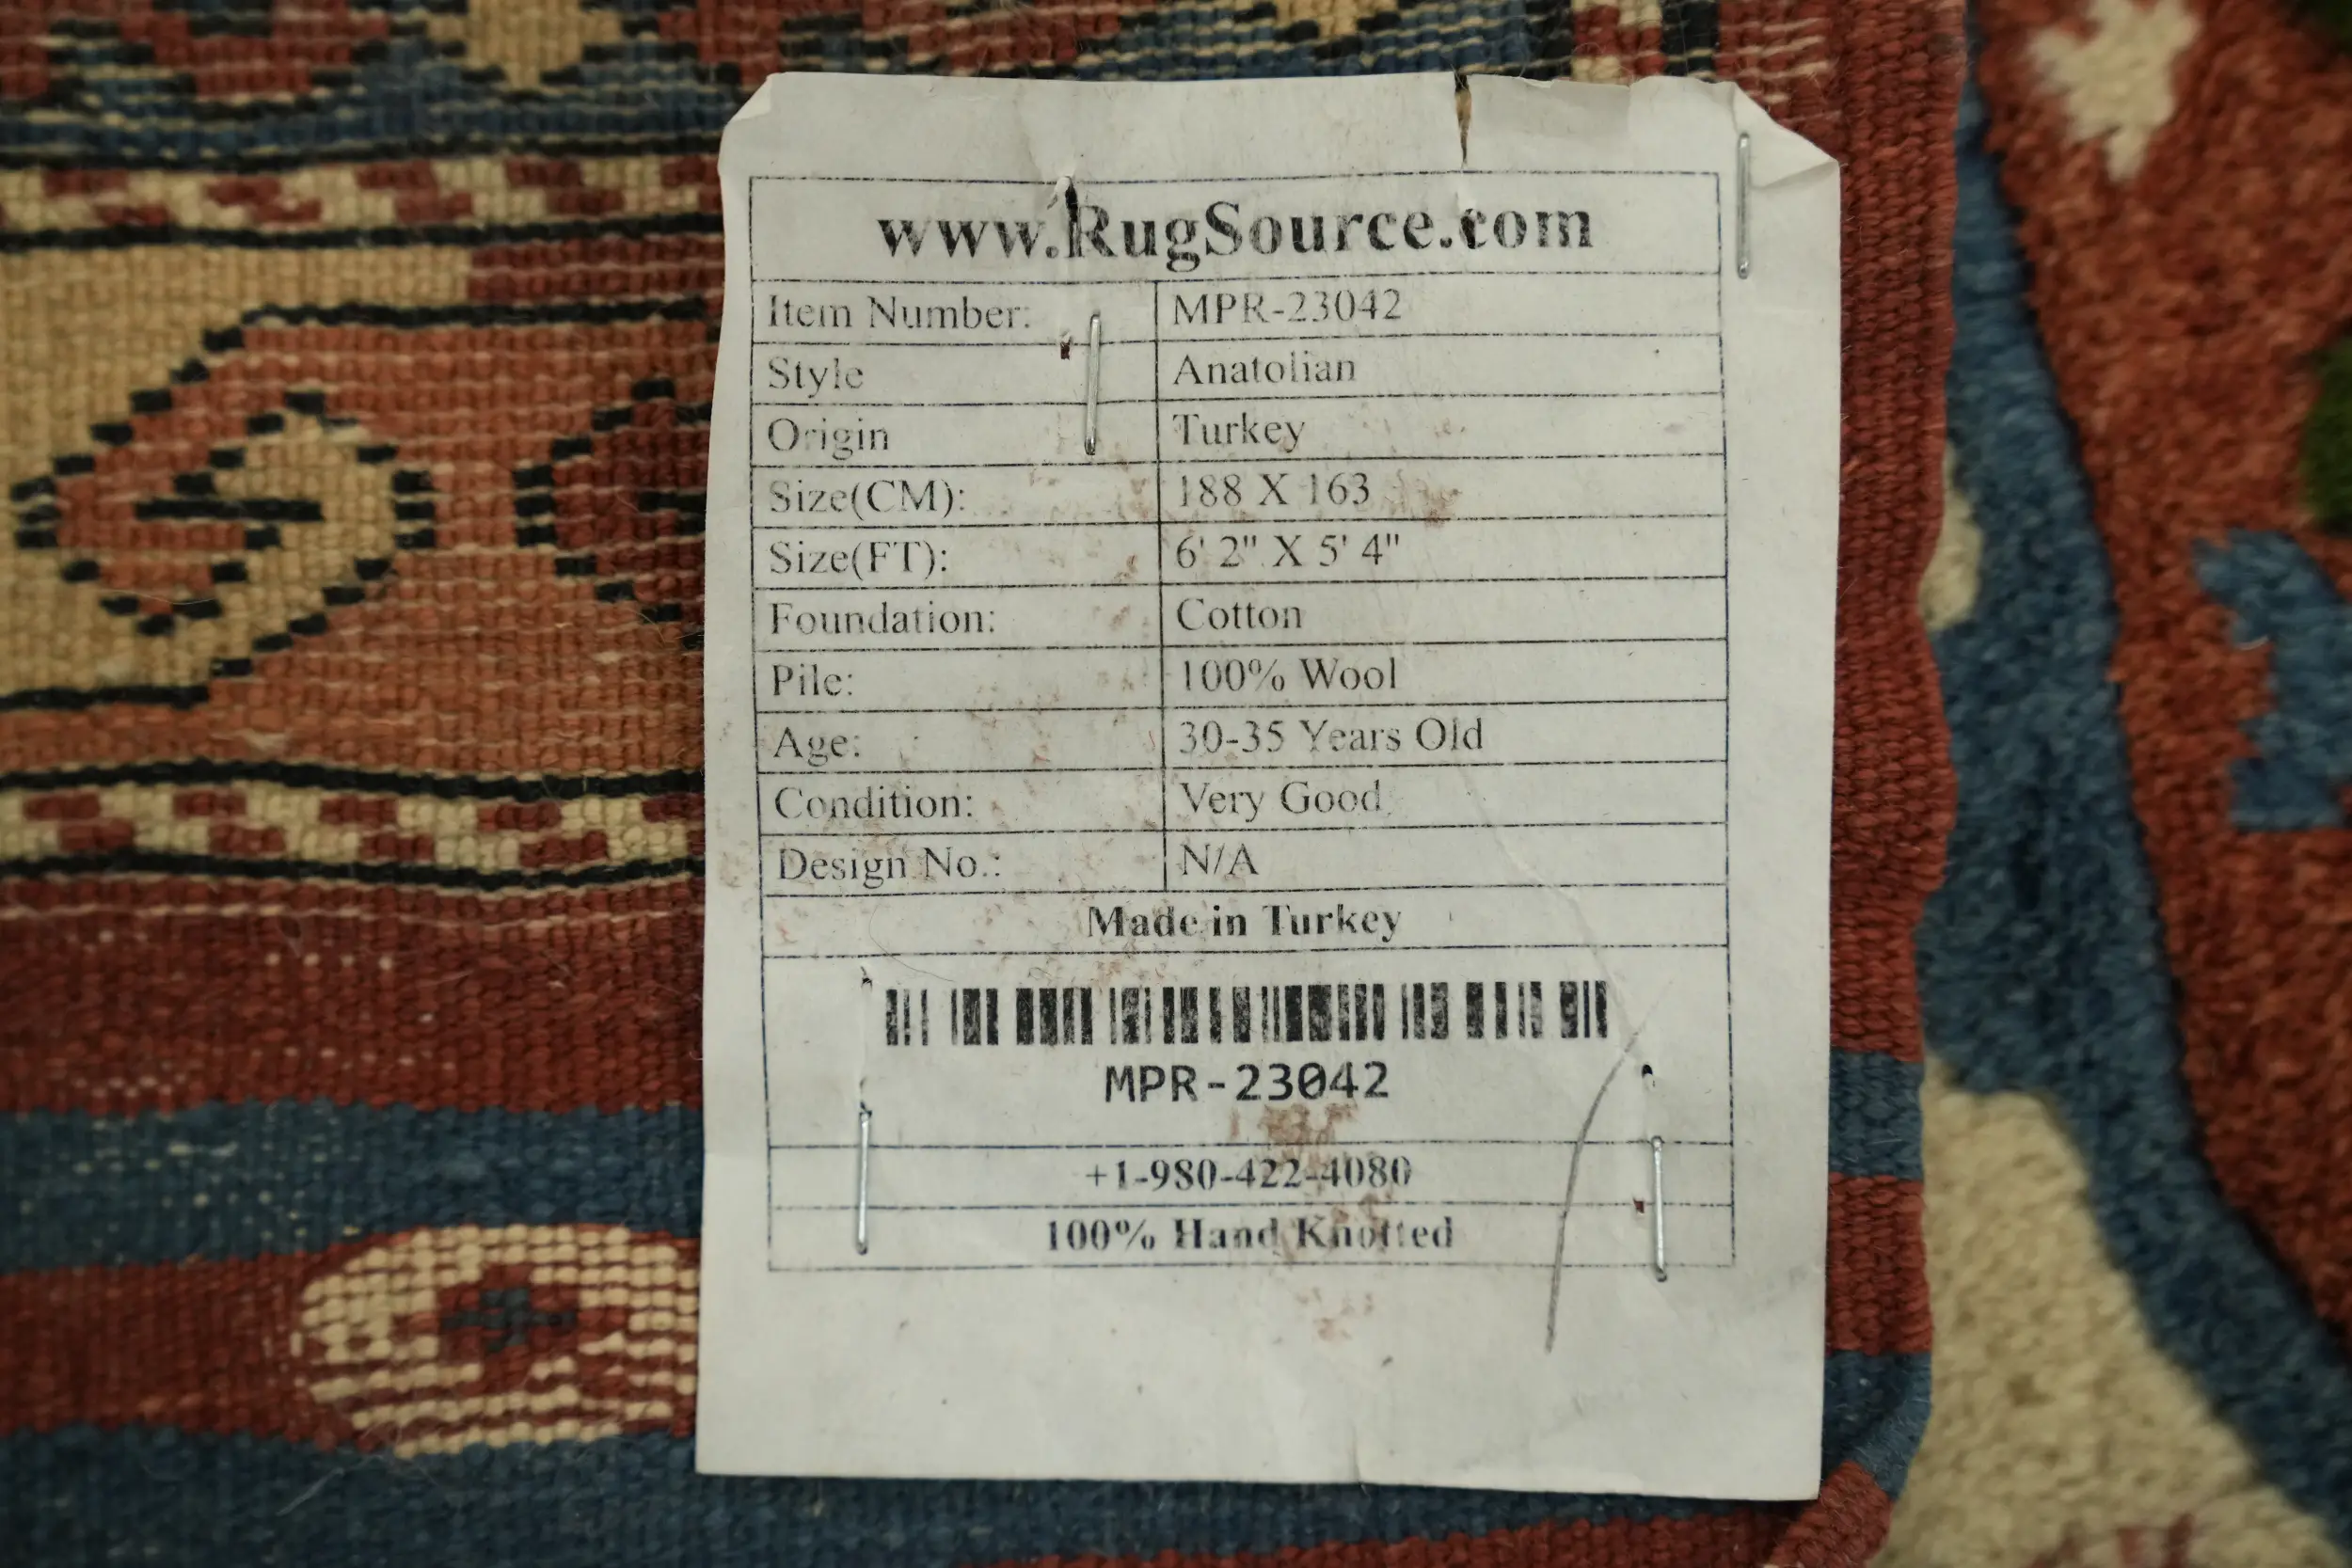 www.RugSource.com
Item Number: MPR-23042
Style Anatolian
Origin Turkey
Size(CM): 188 X 163
Size(FT): 6' 2" X 5' 4"
Foundation: Cotton
Pile: 100% Wool
Age: 30-35 Years Old
Condition: Very Good
Design No.: N/A
Made in Turkey
MPR-23042
+1-980-422-4080
100% Hand Knotted